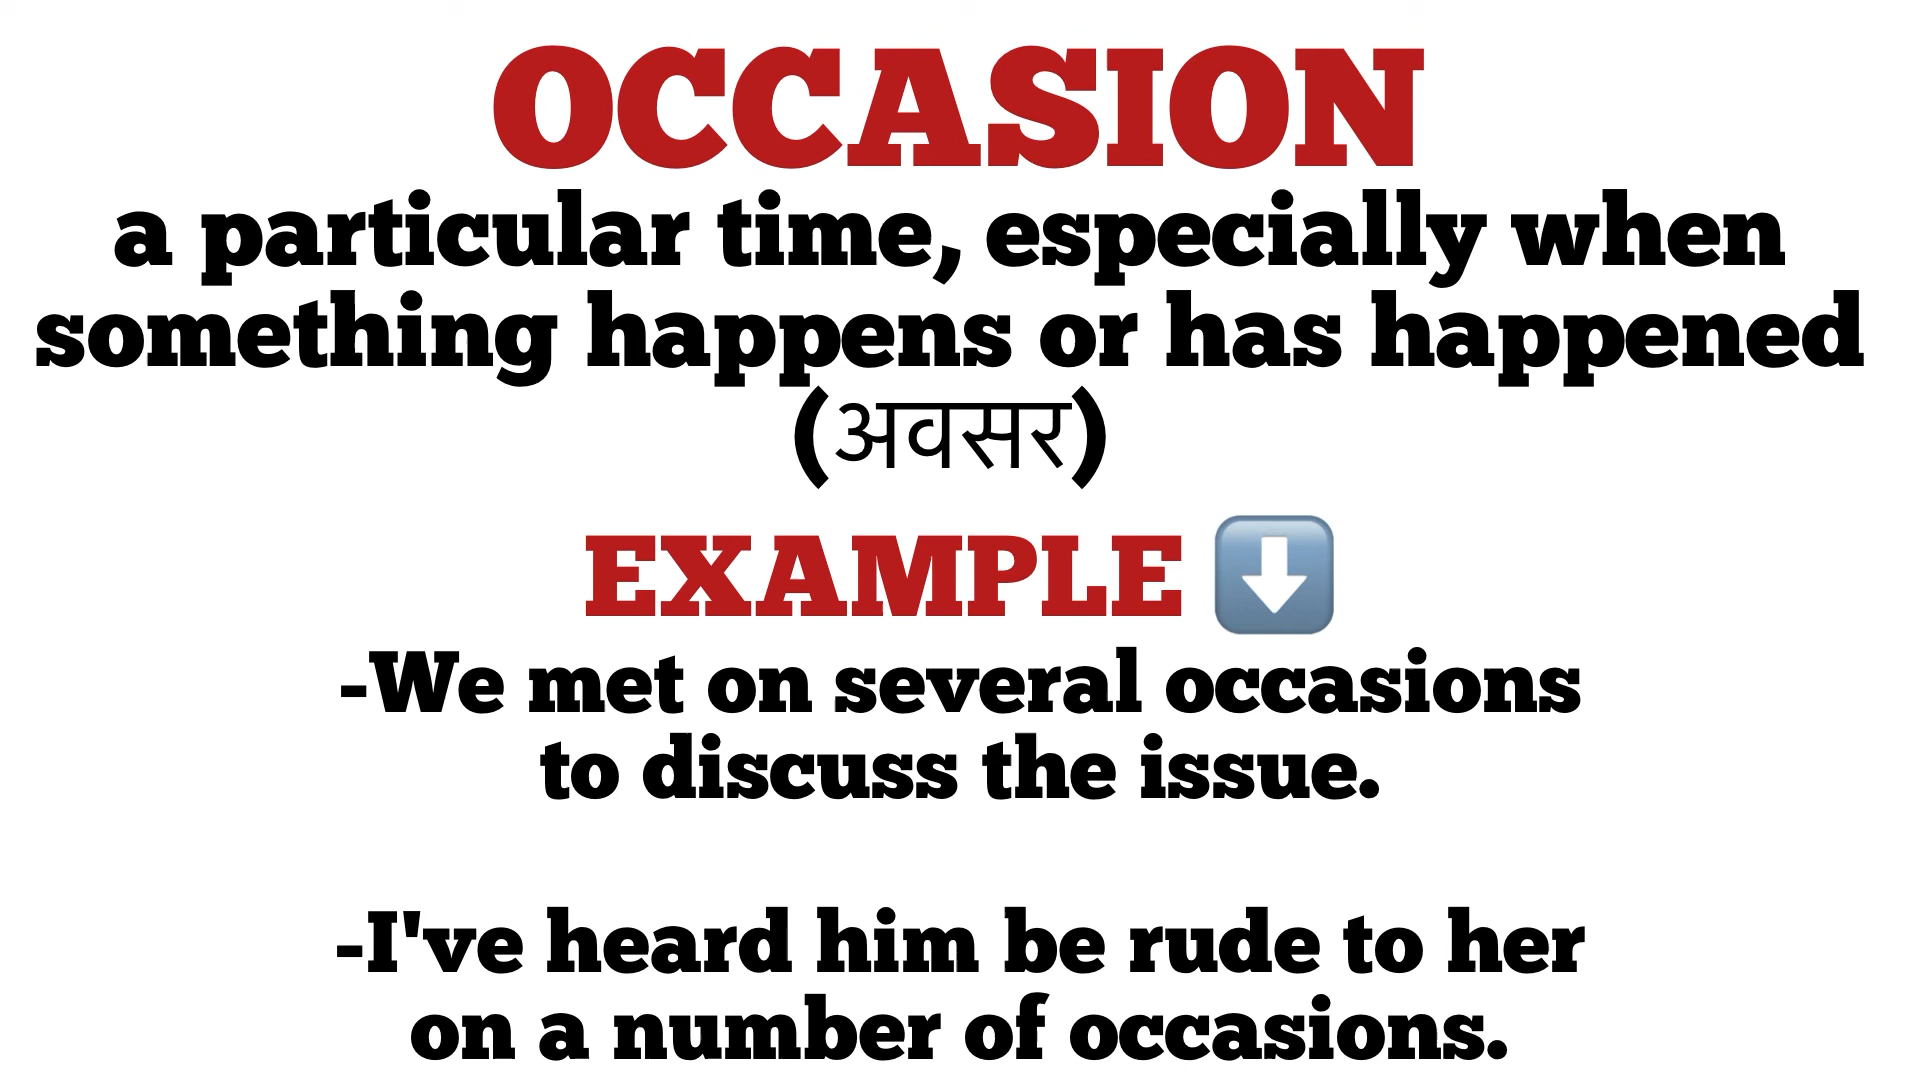 OCCASION
a particular time, especially when
something happens or has happened
(अवसर)
EXAMPLE ⬇️
-We met on several occasions
to discuss the issue.
-I've heard him be rude to her
on a number of occasions.